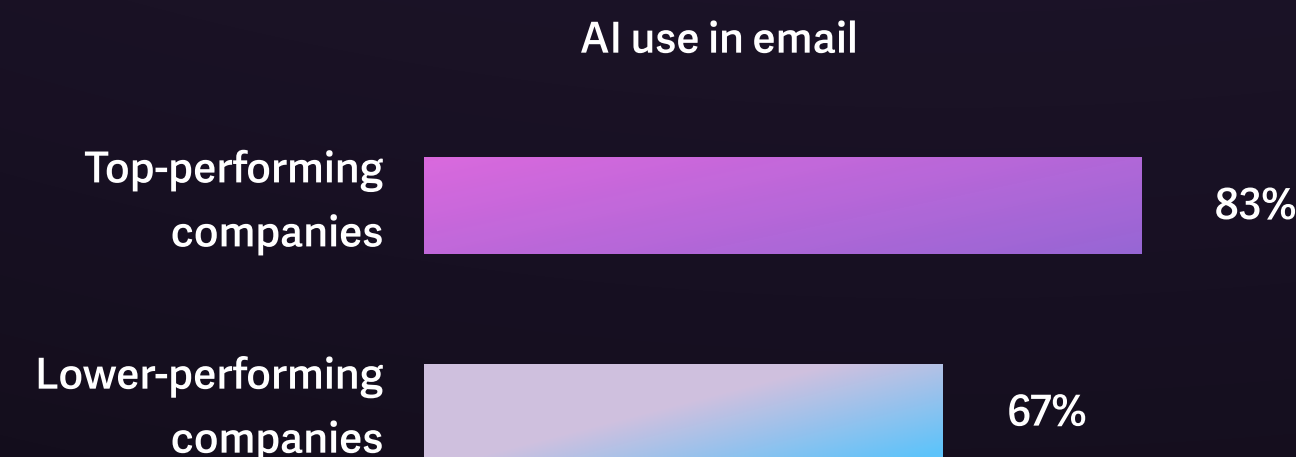 AI use in email
Top-performing
companies
83%
Lower-performing
companies
67%